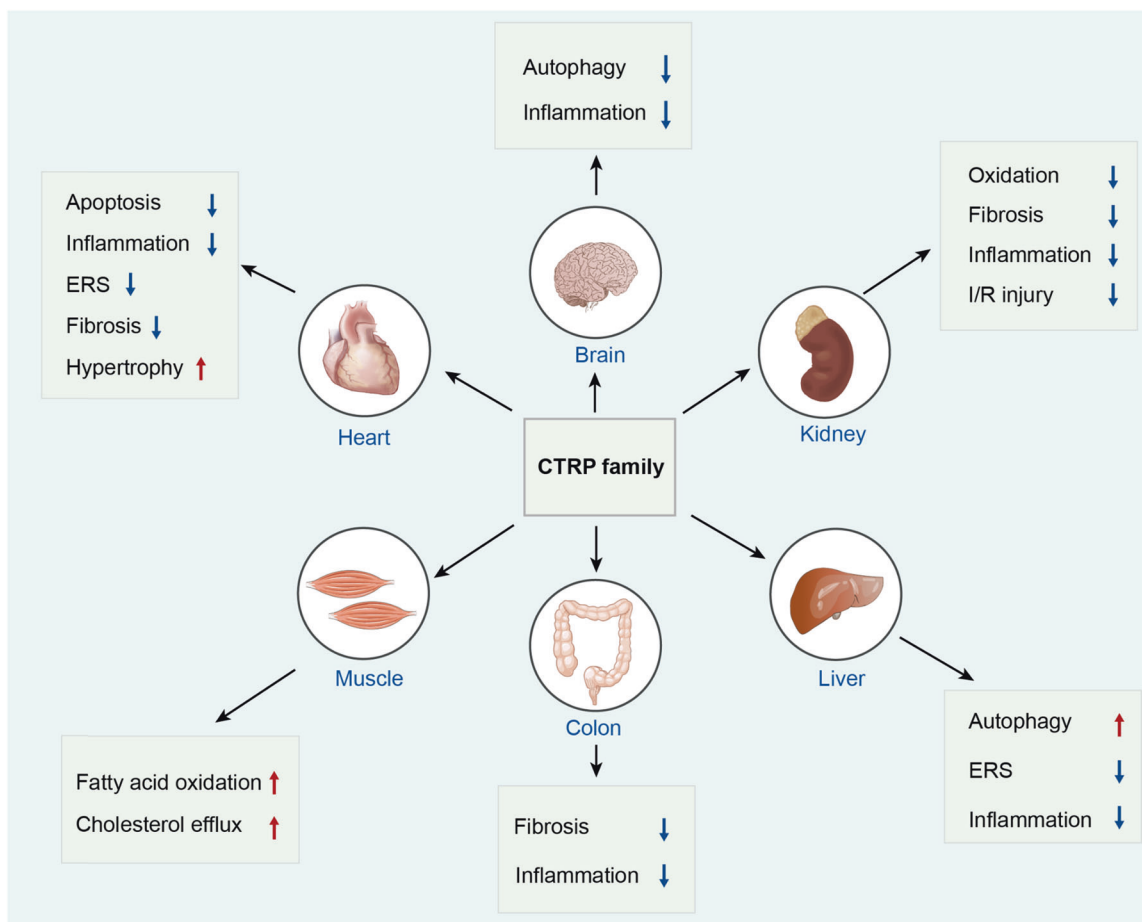 Autophagy ↓
Inflammation ↓
Brain
Apoptosis ↓
Inflammation ↓
ERS ↓
Fibrosis ↓
Hypertrophy ↑
Heart
Oxidation ↓
Fibrosis ↓
Inflammation ↓
I/R injury ↓
Kidney
CTRP family
Muscle
Fatty acid oxidation ↑
Cholesterol efflux ↑
Colon
Fibrosis ↓
Inflammation ↓
Liver
Autophagy ↑
ERS ↓
Inflammation ↓